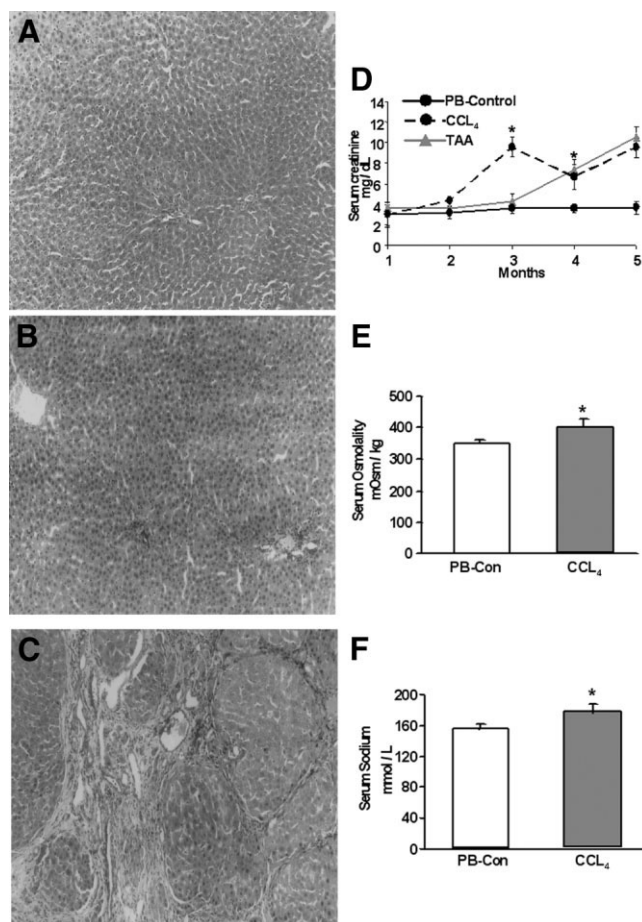 A
B
C
D
PB-Control
CCL₄
TAA
Serum creatinine
mg / dL
14
12
10
8
6
4
2
0
*
*
1
2
3
4
5
Months
E
Serum Osmolality
mOsm / kg
500
400
300
200
100
0
*
PB-Con
CCL₄
F
Serum Sodium
mmol / L
200
160
120
80
40
0
*
PB-Con
CCL₄